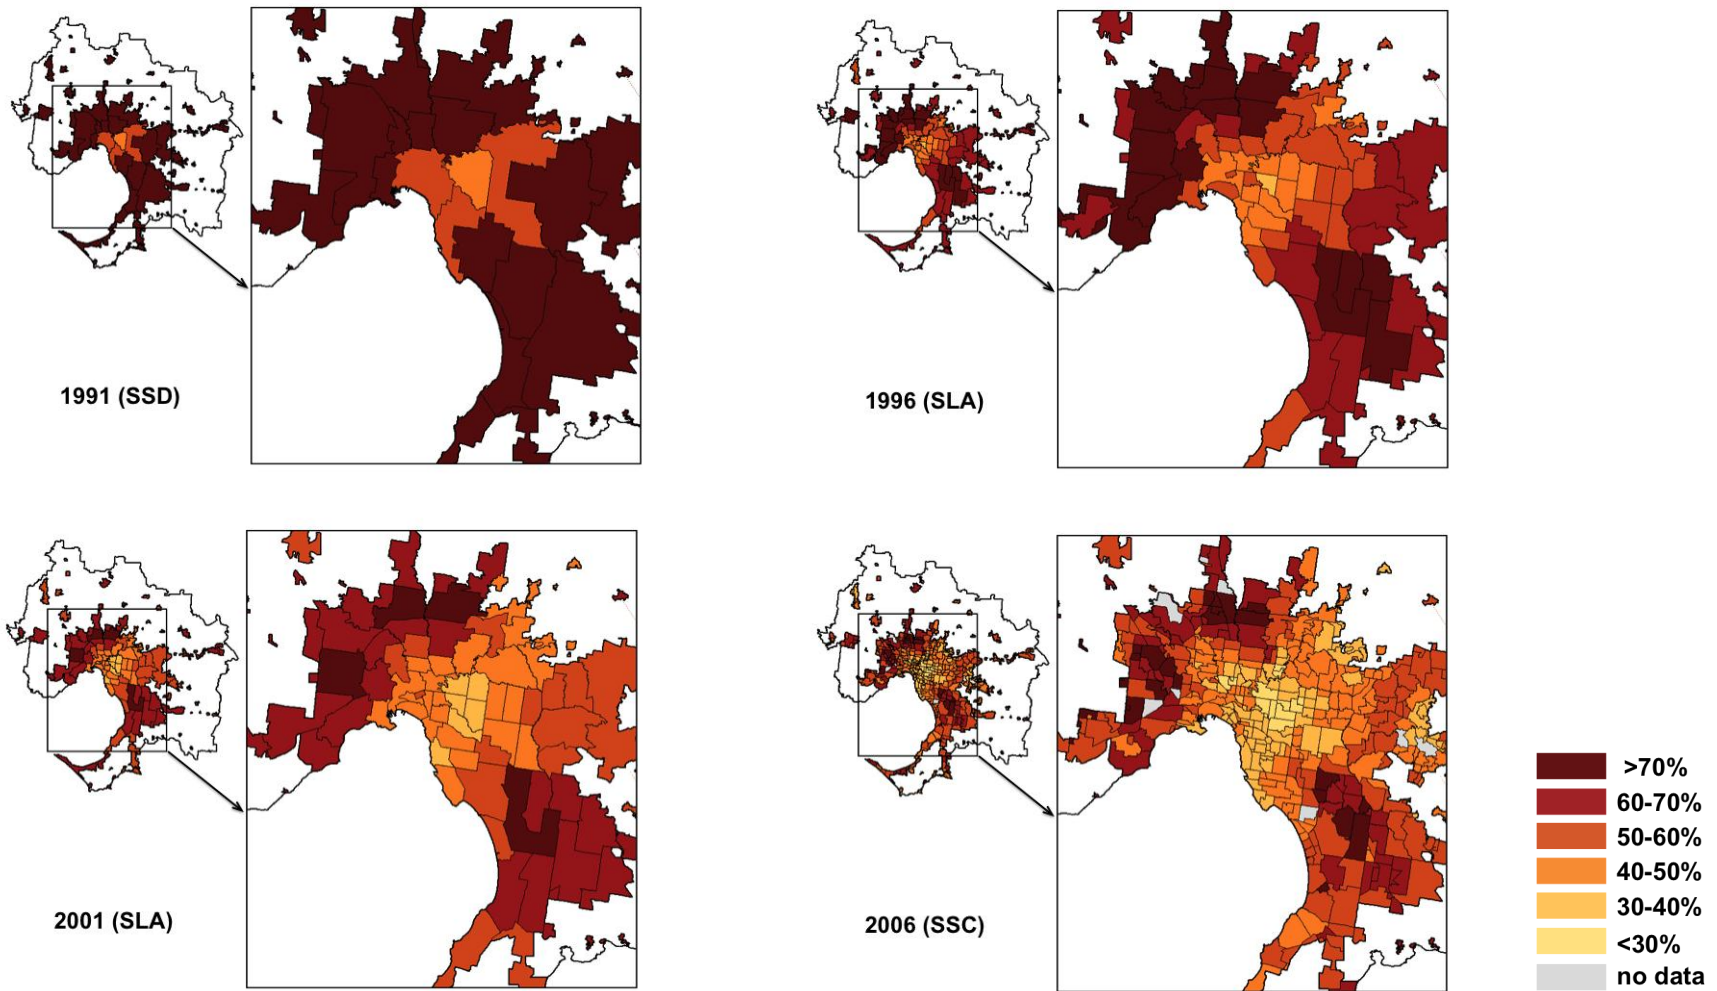 1991 (SSD)
1996 (SLA)
2001 (SLA)
2006 (SSC)
>70%
60-70%
50-60%
40-50%
30-40%
<30%
no data